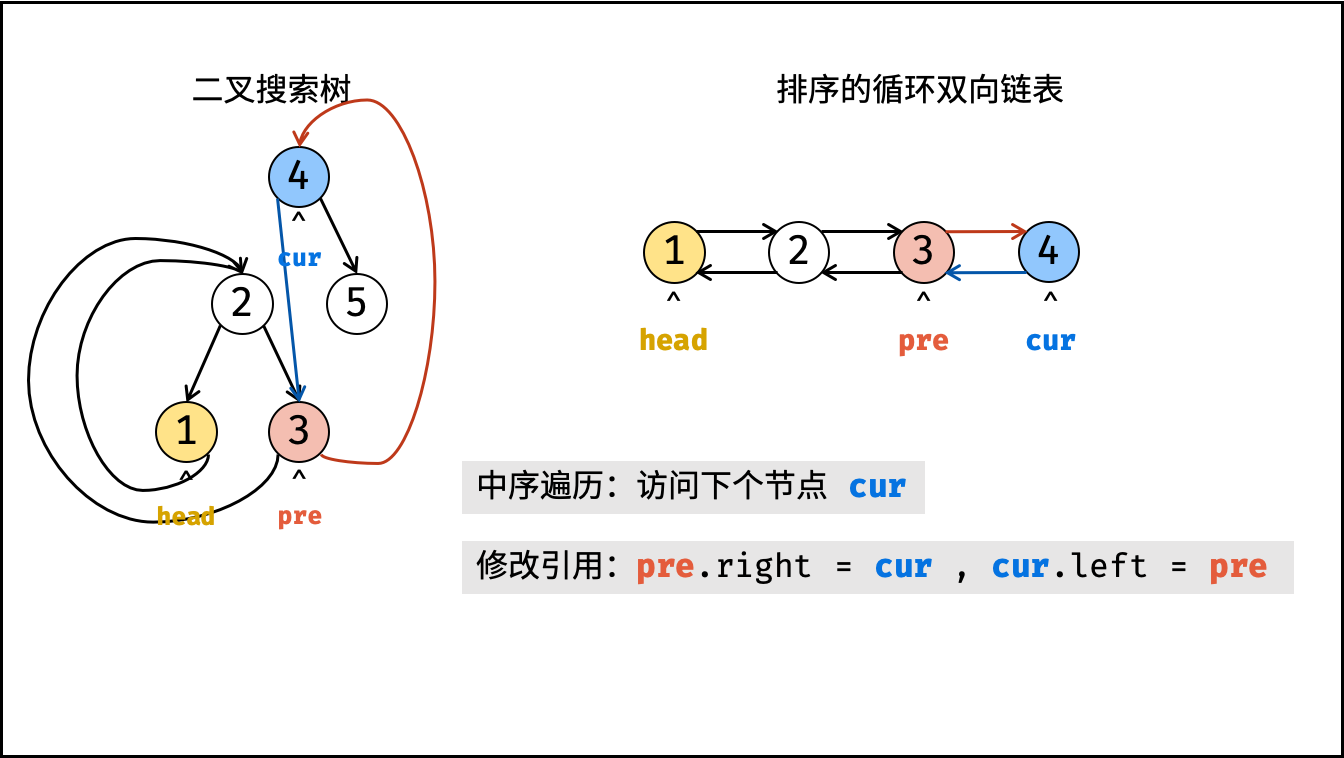 二叉搜索树
4
^
cur
2
5
1
3
^
^
head
pre
排序的循环双向链表
1
2
3
4
^
^
^
head
pre
cur
中序遍历：访问下个节点 cur
修改引用：pre.right = cur , cur.left = pre